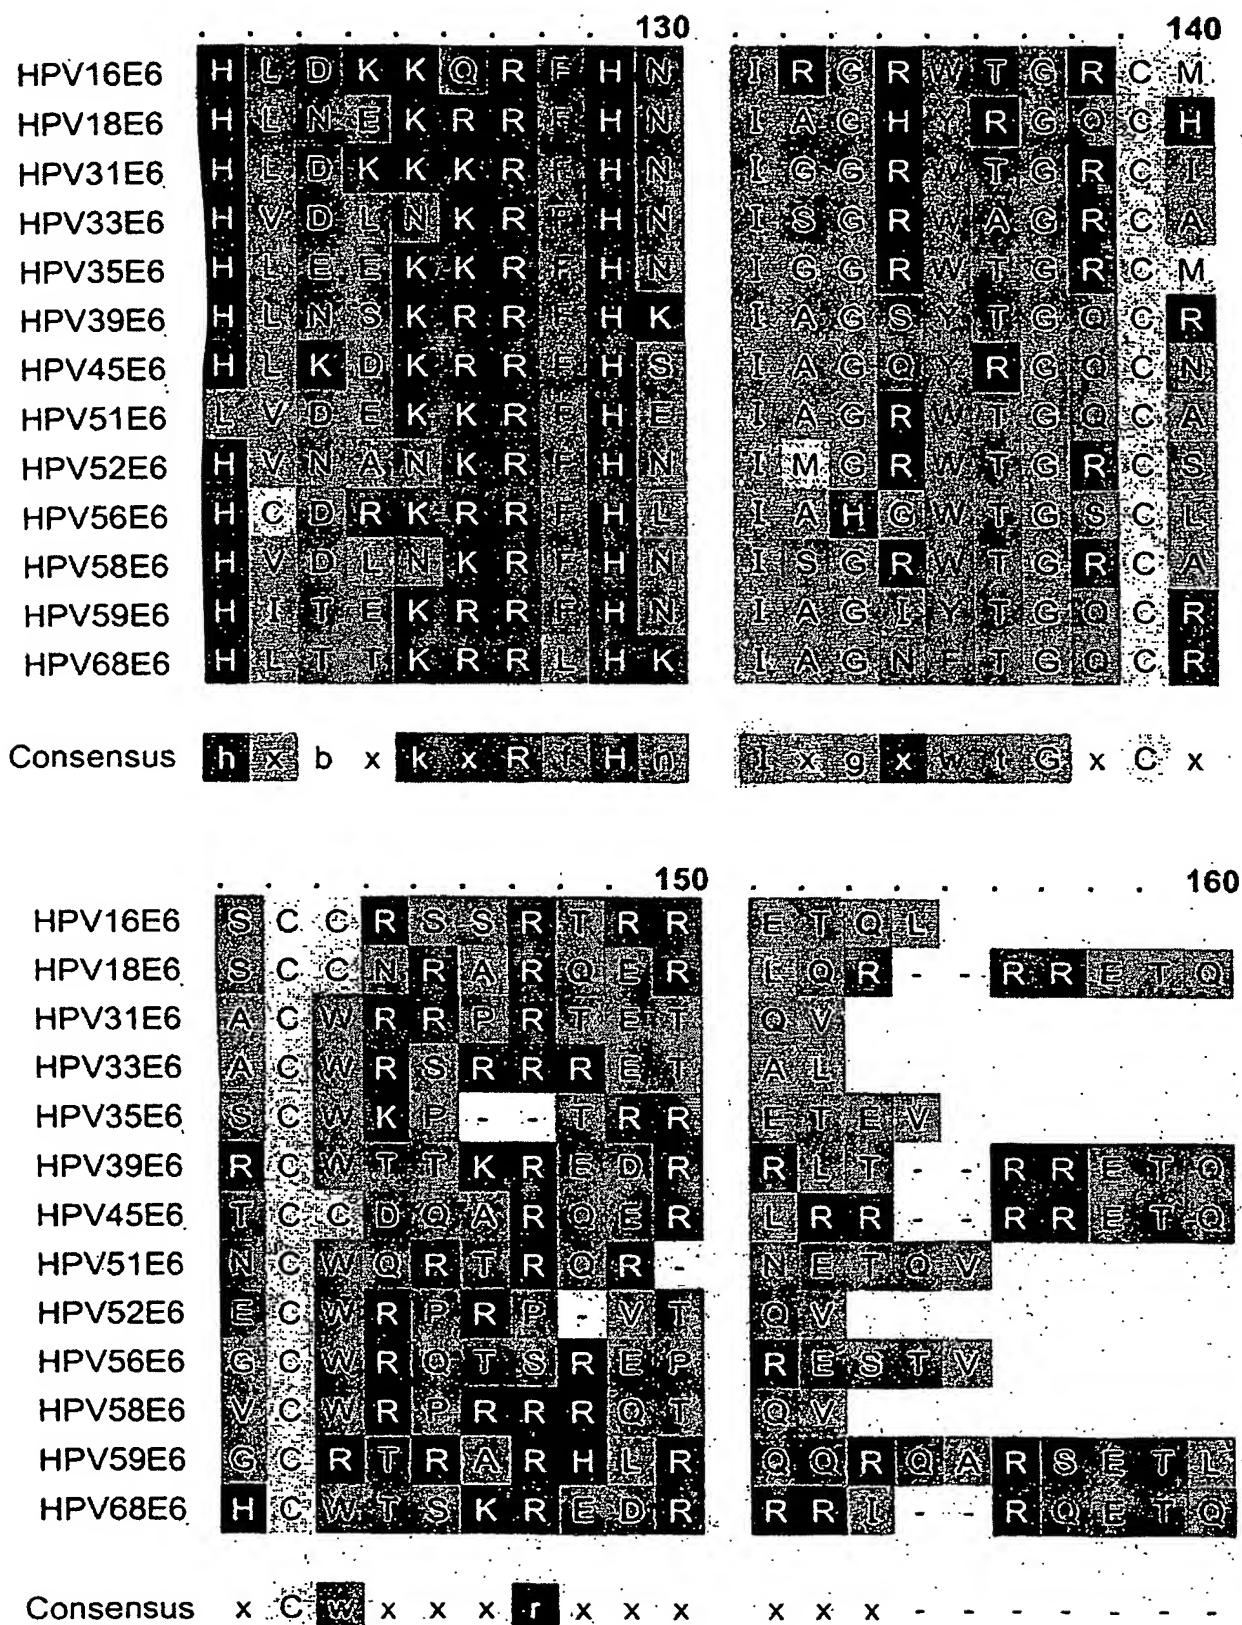 130 140
HPV16E6 H L D K K Q R F H N I R G R W T G R C M
HPV18E6 H L N E K R R F H N I A G H Y R G Q C H
HPV31E6 H L D K K K R F H N I G G R W T G R C I
HPV33E6 H V D L N K R F H N I S G R W A G R C A
HPV35E6 H L E E K K R F H N I G G R W T G R C M
HPV39E6 H L N S K R R F H K I A G S Y T G Q C R
HPV45E6 H L K D K R R F H S I A G Q Y R G Q C N
HPV51E6 L V D E K K R F H E I A G R W T G Q C A
HPV52E6 H V N A N K R F H N I M G R W T G R C S
HPV56E6 H C D R K R R F H L I A H G W T G S C L
HPV58E6 H V D L N K R F H N I S G R W T G R C A
HPV59E6 H I T E K R R F H N I A G I Y T G Q C R
HPV68E6 H L T T K R R L H K I A G N F T G Q C R
Consensus h x b x k x R f H n I x g x w t G x C x
150 160
HPV16E6 S C C R S S R T R R E T Q L
HPV18E6 S C C N R A R Q E R L Q R - - R R E T Q
HPV31E6 A C W R R P R T E T Q V
HPV33E6 A C W R S R R R E T A L
HPV35E6 S C W K P - - T R R E T E V
HPV39E6 R C W T T K R E D R R L T - - R R E T Q
HPV45E6 T C C D Q A R Q E R L R R - - R R E T Q
HPV51E6 N C W Q R T R Q R - N E T Q V
HPV52E6 E C W R P R P - V T Q V
HPV56E6 G C W R Q T S R E P R E S T V
HPV58E6 V C W R P R R R Q T Q V
HPV59E6 G C R T R A R H L R Q Q R Q A R S E T L
HPV68E6 H C W T S K R E D R R R I - - R Q E T Q
Consensus x C w x x x r x x x x x x - - - - - - -